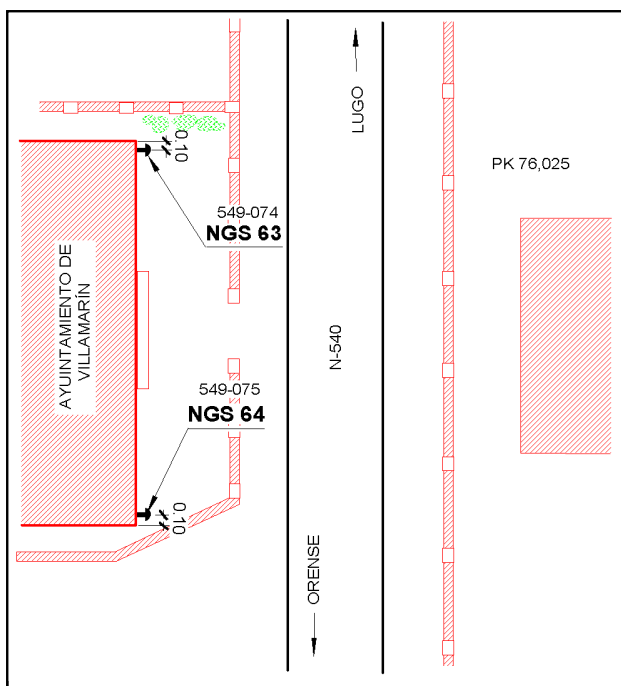 LUGO
0.10
PK 76,025
549-074
NGS 63
AYUINTAMIENTO DE
VILLAMARÍN
N-540
549-075
NGS 64
0.10
ORENSE